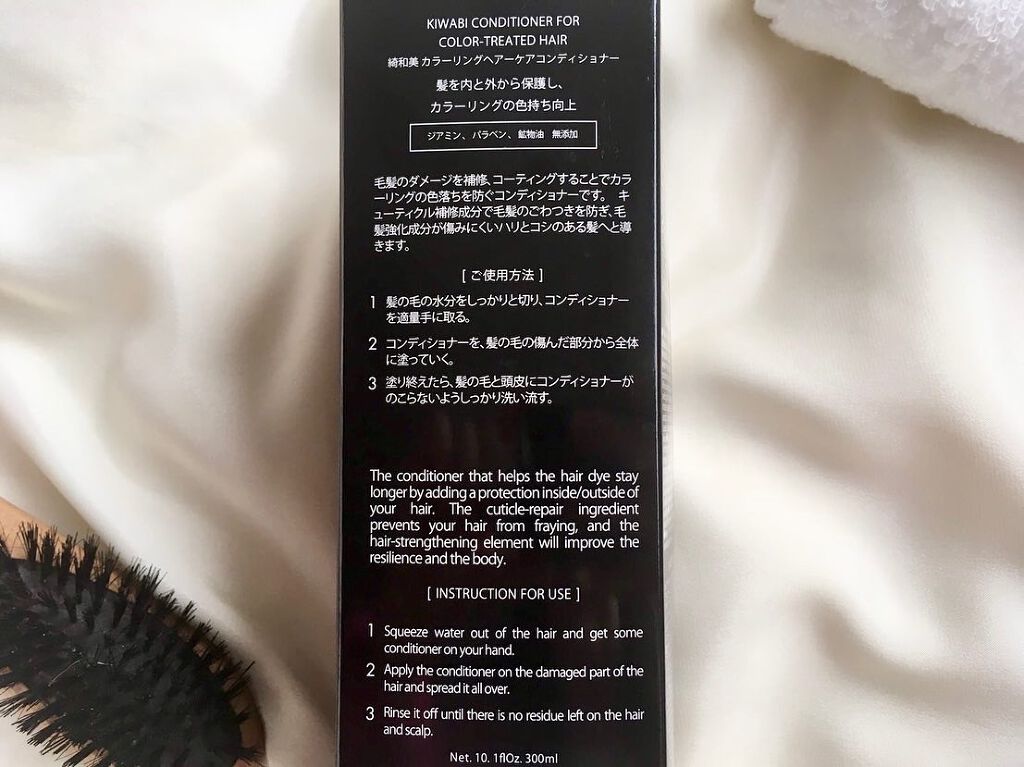 KIWABI CONDITIONER FOR
COLOR-TREATED HAIR
綺和美 カラーリングヘアーケアコンディショナー
髪を内と外から保護し、
カラーリングの色持ち向上
ジアミン、パラベン、鉱物油 無添加
毛髪のダメージを補修、コーティングすることでカラ
ーリングの色落ちを防ぐコンディショナーです。 キ
ューティクル補修成分で毛髪のごわつきを防ぎ、毛
髪強化成分が傷みにくいハリとコシのある髪へと導
きます。
[ ご使用方法 ]
1 髪の毛の水分をしっかりと切り、コンディショナー
を適量手に取る。
2 コンディショナーを、髪の毛の傷んだ部分から全体
に塗っていく。
3 塗り終えたら、髪の毛と頭皮にコンディショナーが
のこらないようしっかり洗い流す。
The conditioner that helps the hair dye stay
longer by adding a protection inside/outside of
your hair. The cuticle-repair ingredient
prevents your hair from fraying, and the
hair-strengthening element will improve the
resilience and the body.
[ INSTRUCTION FOR USE ]
1 Squeeze water out of the hair and get some
conditioner on your hand.
2 Apply the conditioner on the damaged part of the
hair and spread it all over.
3 Rinse it off until there is no residue left on the hair
and scalp.
Net. 10. 1flOz. 300ml